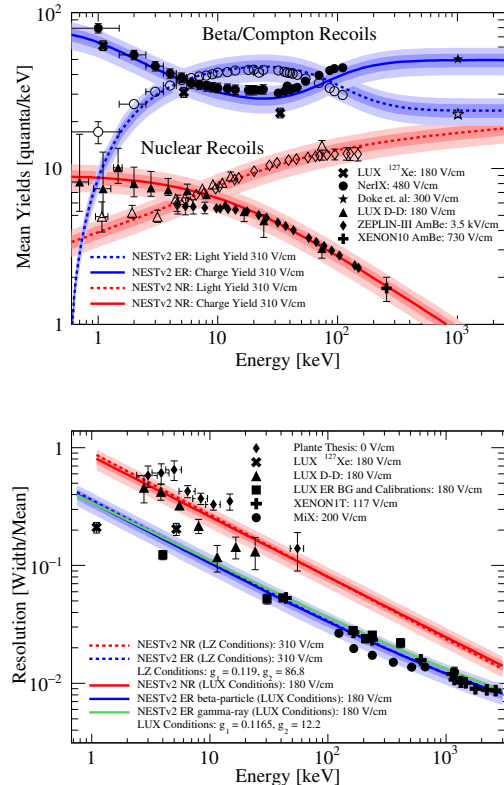 10²
Beta/Compton Recoils
Mean Yields [quanta/keV]
Nuclear Recoils
10
LUX ¹²⁷Xe: 180 V/cm
NerIX: 480 V/cm
Doke et. al: 300 V/cm
LUX D-D: 180 V/cm
ZEPLIN-III AmBe: 3.5 kV/cm
XENON10 AmBe: 730 V/cm
NESTv2 ER: Light Yield 310 V/cm
NESTv2 ER: Charge Yield 310 V/cm
NESTv2 NR: Light Yield 310 V/cm
NESTv2 NR: Charge Yield 310 V/cm
1
1 10 10² 10³
Energy [keV]
Resolution [Width/Mean]
1
Plante Thesis: 0 V/cm
LUX ¹²⁷Xe: 180 V/cm
LUX D-D: 180 V/cm
LUX ER BG and Calibrations: 180 V/cm
XENON1T: 117 V/cm
MiX: 200 V/cm
10⁻¹
NESTv2 NR (LZ Conditions): 310 V/cm
NESTv2 ER (LZ Conditions): 310 V/cm
LZ Conditions: g₁ = 0.119, g₂ = 86.8
NESTv2 NR (LUX Conditions): 180 V/cm
NESTv2 ER beta-particle (LUX Conditions): 180 V/cm
NESTv2 ER gamma-ray (LUX Conditions): 180 V/cm
LUX Conditions: g₁ = 0.1165, g₂ = 12.2
10⁻²
1 10 10² 10³
Energy [keV]